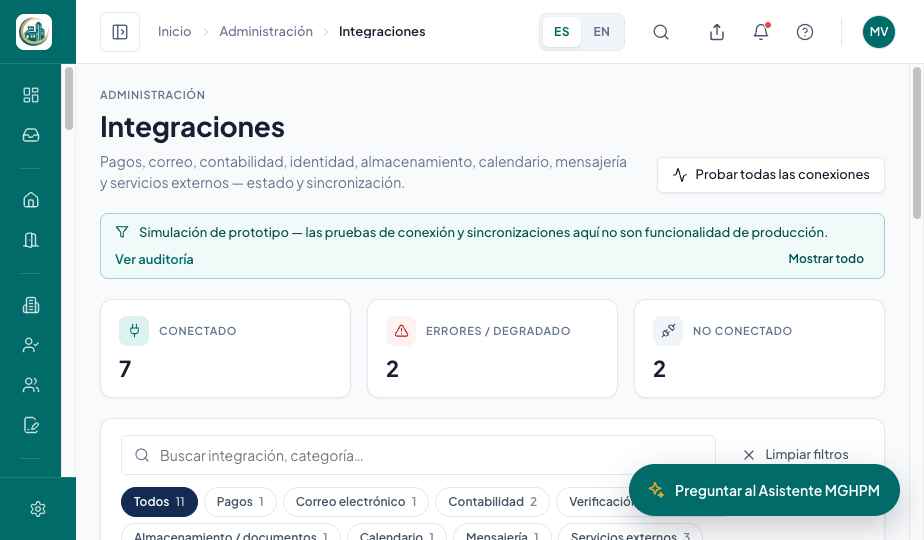 Inicio > Administración > Integraciones
ES EN
MV
ADMINISTRACIÓN
Integraciones
Pagos, correo, contabilidad, identidad, almacenamiento, calendario, mensajería
y servicios externos — estado y sincronización.
Probar todas las conexiones
Simulación de prototipo — las pruebas de conexión y sincronizaciones aquí no son funcionalidad de producción.
Ver auditoría
Mostrar todo
CONECTADO
7
ERRORES / DEGRADADO
2
NO CONECTADO
2
Buscar integración, categoría...
Limpiar filtros
Todos 11
Pagos 1
Correo electrónico 1
Contabilidad 2
Preguntar al Asistente MGHPM
Almacenamiento / documentos 1
Calendario 1
Mensajería 1
Servicios externos 3